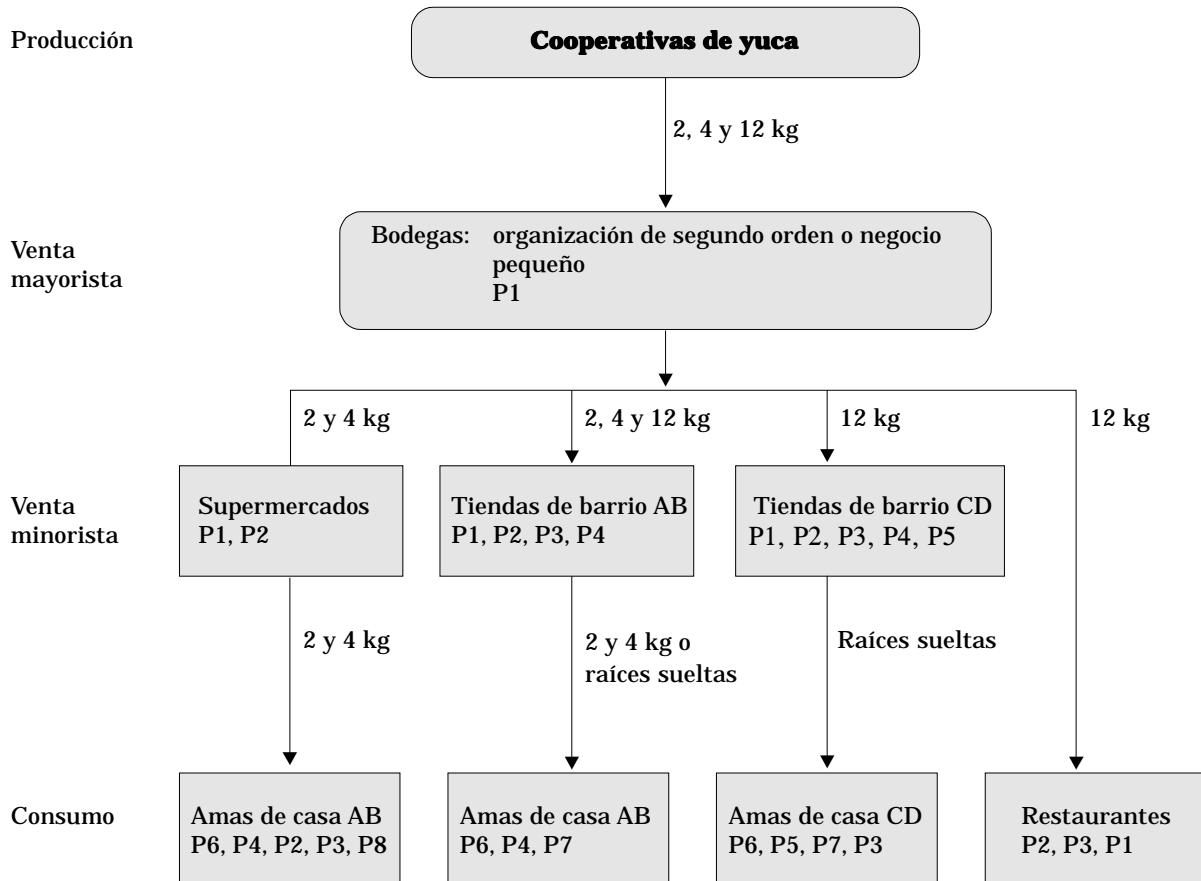 Producción
Cooperativas de yuca
2, 4 y 12 kg
Venta
mayorista
Bodegas: organización de segundo orden o negocio
pequeño
P1
2 y 4 kg
2, 4 y 12 kg
12 kg
12 kg
Venta
minorista
Supermercados
P1, P2
Tiendas de barrio AB
P1, P2, P3, P4
Tiendas de barrio CD
P1, P2, P3, P4, P5
2 y 4 kg
2 y 4 kg o
raíces sueltas
Raíces sueltas
Consumo
Amas de casa AB
P6, P4, P2, P3, P8
Amas de casa AB
P6, P4, P7
Amas de casa CD
P6, P5, P7, P3
Restaurantes
P2, P3, P1